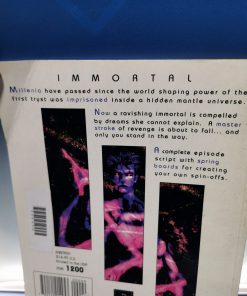 IMMORTAL
Millenia have passed since the world shaping power of the
first tryst was imprisoned inside a hidden mantle universe.
Now a ravishing immortal is compelled
by dreams she cannot explain. A master
stroke of revenge is about to fall... and
only you stand in the way.
A complete episode
script with spring
boards for creating
your own spin-offs.
1200